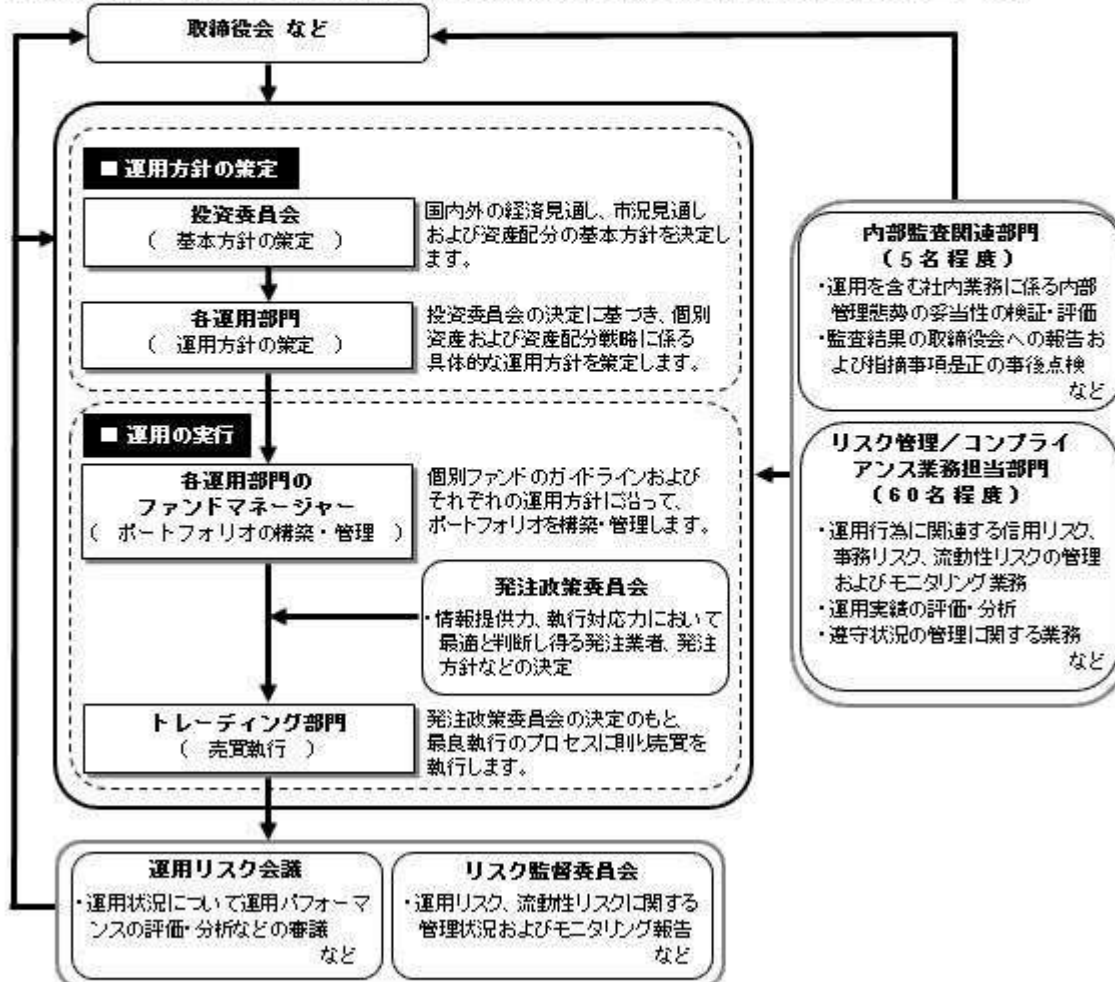 取締役会 など
■ 運用方針の策定
投資委員会
( 基本方針の策定 )
国内外の経済見通し、市況見通し
および資産配分の基本方針を決定し
ます。
各運用部門
( 運用方針の策定 )
投資委員会の決定に基づき、個別
資産および資産配分戦略に係る
具体的な運用方針を策定します。
■ 運用の実行
各運用部門の
ファンドマネージャー
( ポートフォリオの構築・管理 )
個別ファンドのガイドラインおよび
それぞれの運用方針に沿って、
ポートフォリオを構築・管理します。
発注政策委員会
・情報提供力、執行対応力において
最適と判断し得る発注業者、発注
方針などの決定
トレーディング部門
( 売買執行 )
発注政策委員会の決定のもと
最良執行のプロセスに則り売買を
執行します。
内部監査関連部門
(5名程度)
・運用を含む社内業務に係る内部
管理態勢の妥当性の検証・評価
・監査結果の取締役会への報告お
よび指摘事項是正の事後点検
など
リスク管理/コンプライ
アンス業務担当部門
(60名程度)
・運用行為に関連する信用リスク、
事務リスク、流動性リスクの管理
およびモニタリング業務
・運用実績の評価・分析
・遵守状況の管理に関する業務
など
運用リスク会議
・運用状況について運用パフォーマ
ンスの評価・分析などの審議
など
リスク監督委員会
・運用リスク、流動性リスクに関する
管理状況およびモニタリング報告
など